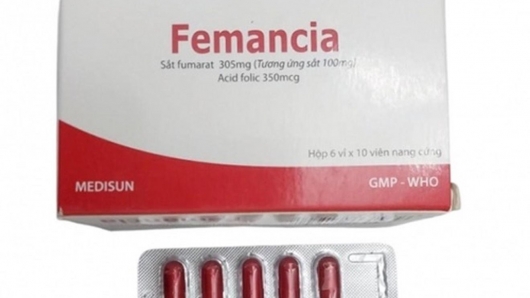 Femancia
Sắt fumarat 305mg (Tương ứng sắt 100mg)
Acid folic 350mcg
Hộp 6 vỉ x 10 viên nang cứng
MEDISUN
GMP - WHO